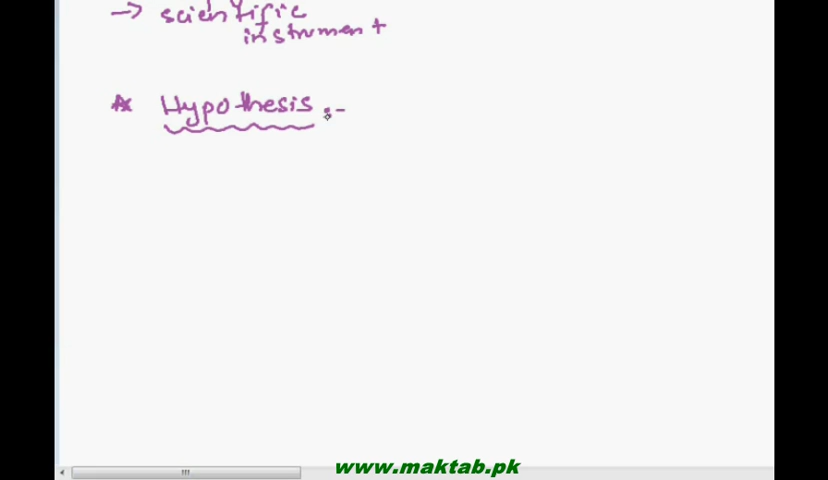 → scientific
instrument
* Hypothesis :-
www.maktab.pk